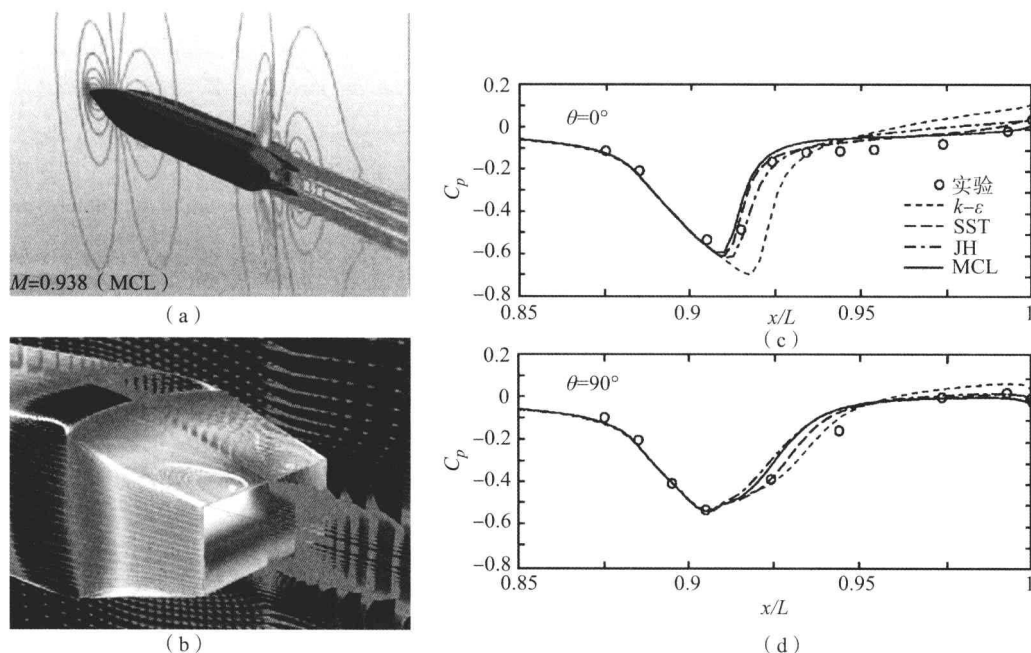 M=0.938（MCL）
（a）
（b）
0.2
0
−0.2
−0.4
−0.6
−0.8
C_p
θ=0°
实验
k–ε
SST
JH
MCL
0.85
0.9
0.95
1
x/L
（c）
0.2
0
−0.2
−0.4
−0.6
−0.8
C_p
θ=90°
0.85
0.9
0.95
1
x/L
（d）